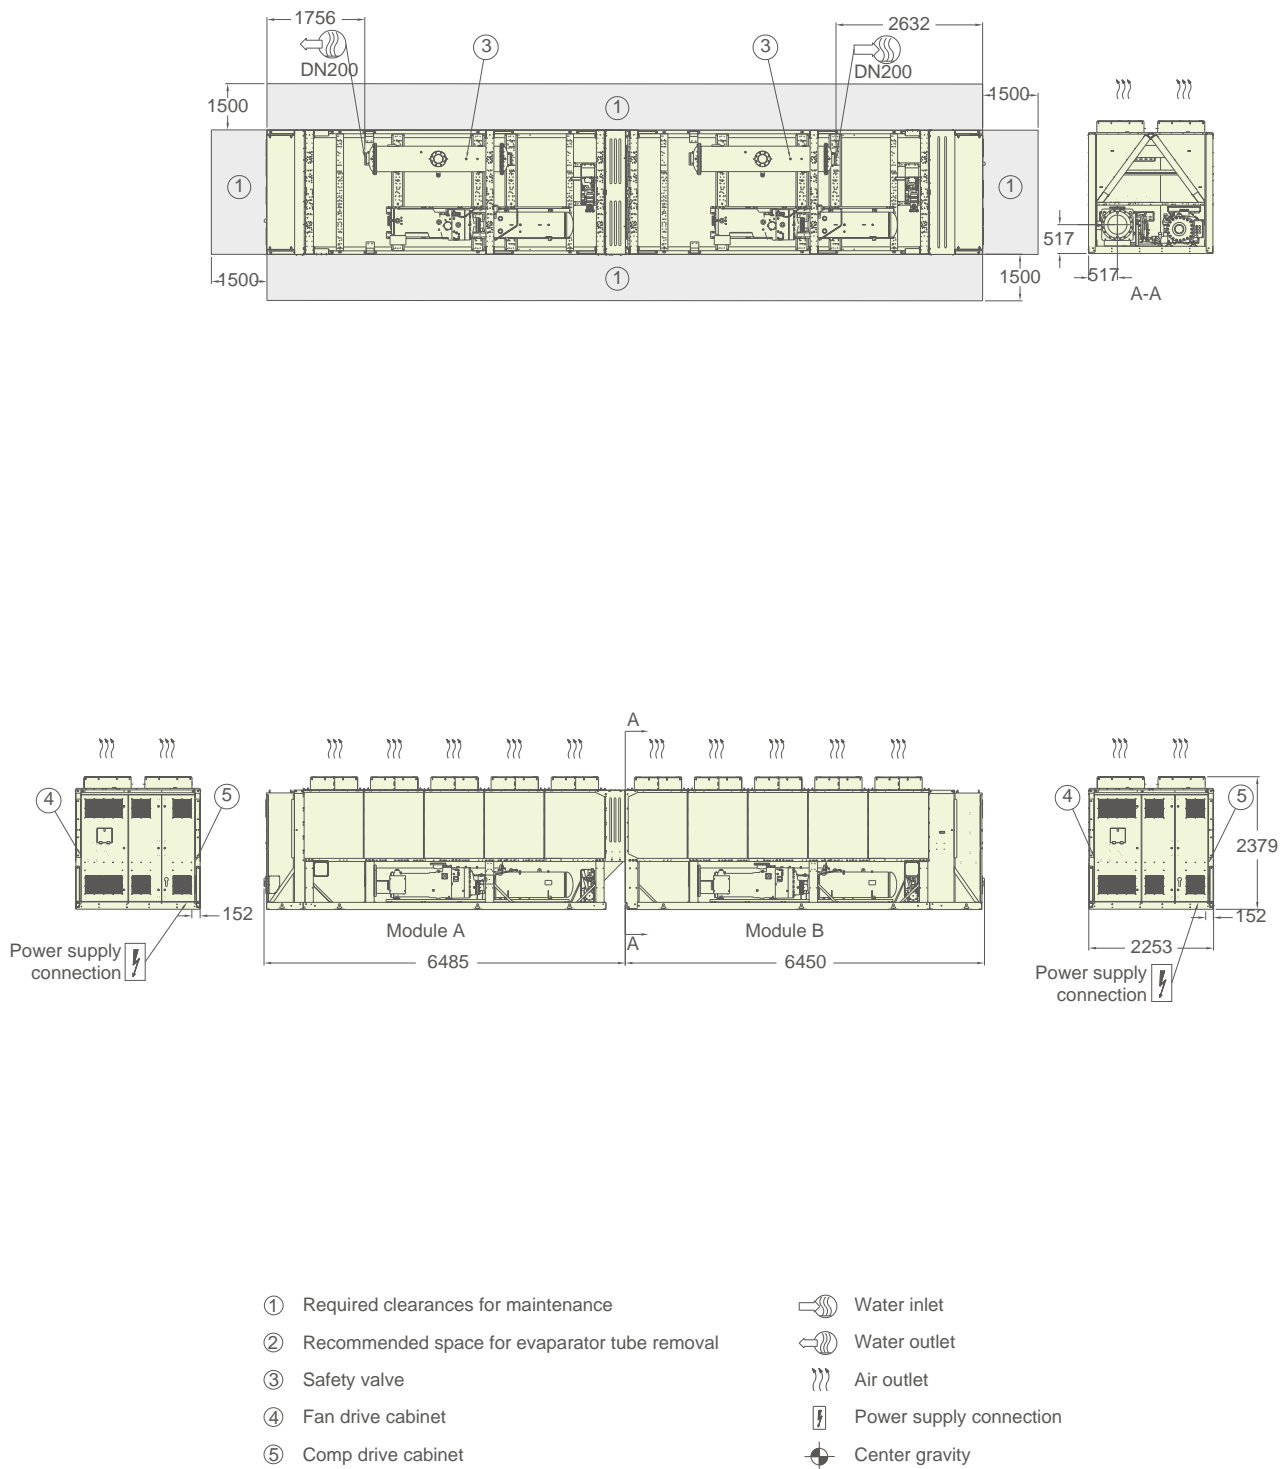 1756
2632
3
3
DN200
DN200
1500
1
1500
1
1
517
1500
1
1500
517
A-A
A
4
5
4
5
2379
152
152
Module A
A
Module B
2253
Power supply
connection
6485
6450
Power supply
connection
1 Required clearances for maintenance
2 Recommended space for evaparator tube removal
3 Safety valve
4 Fan drive cabinet
5 Comp drive cabinet
Water inlet
Water outlet
Air outlet
Power supply connection
Center gravity